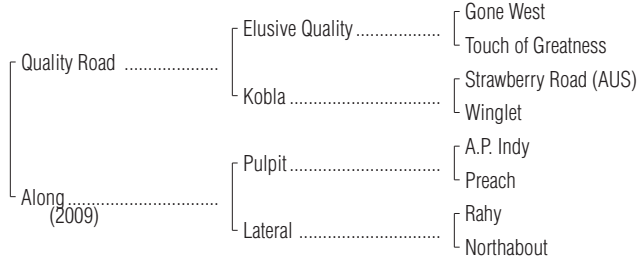 Gone West
Elusive Quality ....................
Touch of Greatness
Quality Road ......................
Strawberry Road (AUS)
Kobla ....................................
Winglet
A.P. Indy
Pulpit ....................................
Preach
Along ....................................
(2009)
Rahy
Lateral ..................................
Northabout